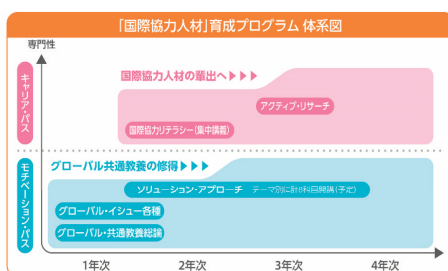 「国際協力人材」育成プログラム 体系図
専門性
キャリア・パス
国際協力人材の輩出へ▶▶▶
アクティブ・リサーチ
国際協力リテラシー(集中講義)
モチベーション・パス
グローバル共通教養の修得▶▶▶
ソリューション・アプローチ テーマ別に計8科目開講(予定)
グローバル・イシュー各種
グローバル・共通教養総論
1年次 2年次 3年次 4年次